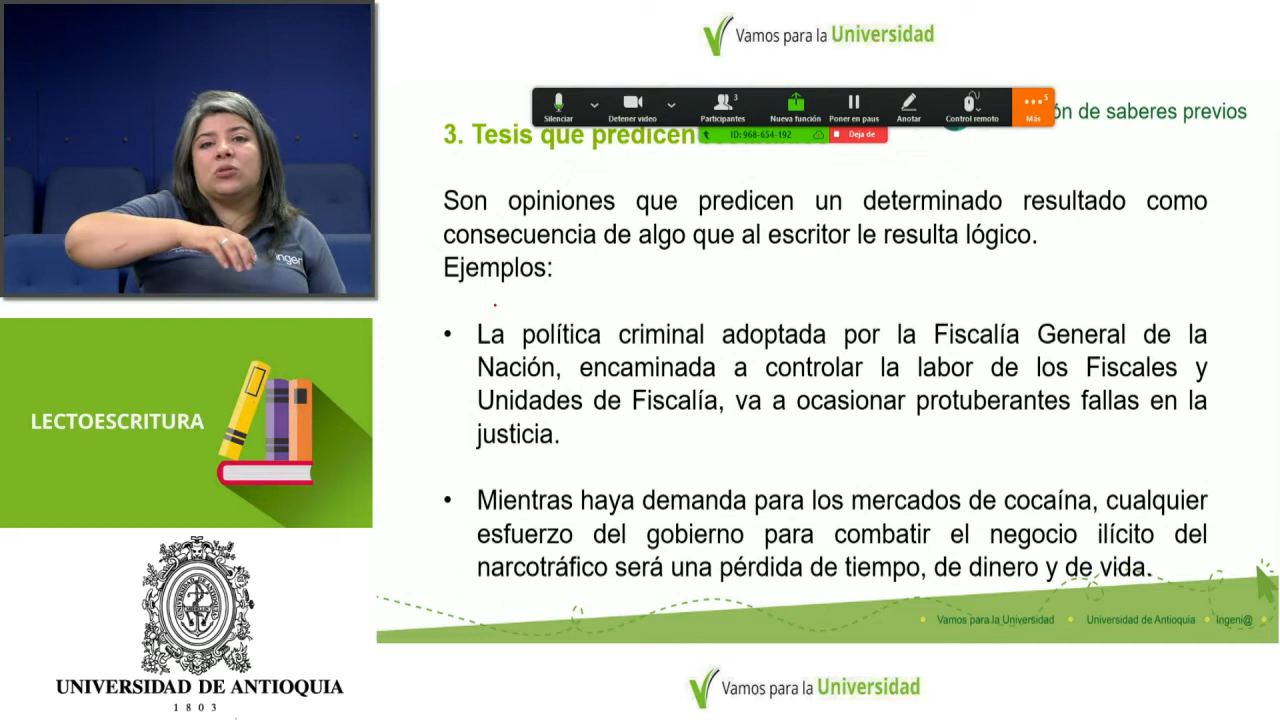 Vamos para la Universidad
Silenciar
Detener video
3
Participantes
Nueva función
Poner en paus
Anotar
Control remoto
5
Más
ón de saberes previos
3. Tesis que predicen
ID: 968-654-192
Deja de
Son opiniones que predicen un determinado resultado como
consecuencia de algo que al escritor le resulta lógico.
Ejemplos:
• La política criminal adoptada por la Fiscalía General de la
Nación, encaminada a controlar la labor de los Fiscales y
Unidades de Fiscalía, va a ocasionar protuberantes fallas en la
justicia.
• Mientras haya demanda para los mercados de cocaína, cualquier
esfuerzo del gobierno para combatir el negocio ilícito del
narcotráfico será una pérdida de tiempo, de dinero y de vida.
Vamos para la Universidad
Universidad de Antioquia
Ingeni@
Vamos para la Universidad
LECTOESCRITURA
UNIVERSIDAD DE ANTIOQUIA
1803